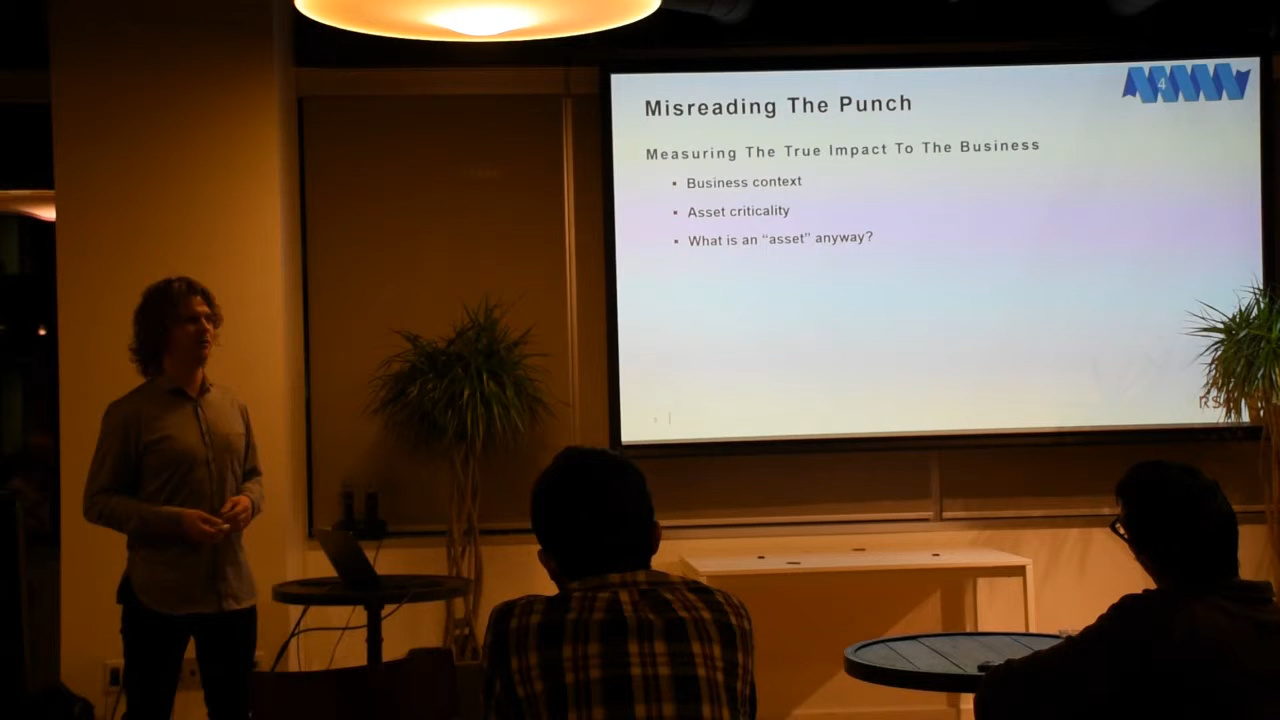 Misreading The Punch
4
Measuring The True Impact To The Business
▪ Business context
▪ Asset criticality
▪ What is an “asset” anyway?